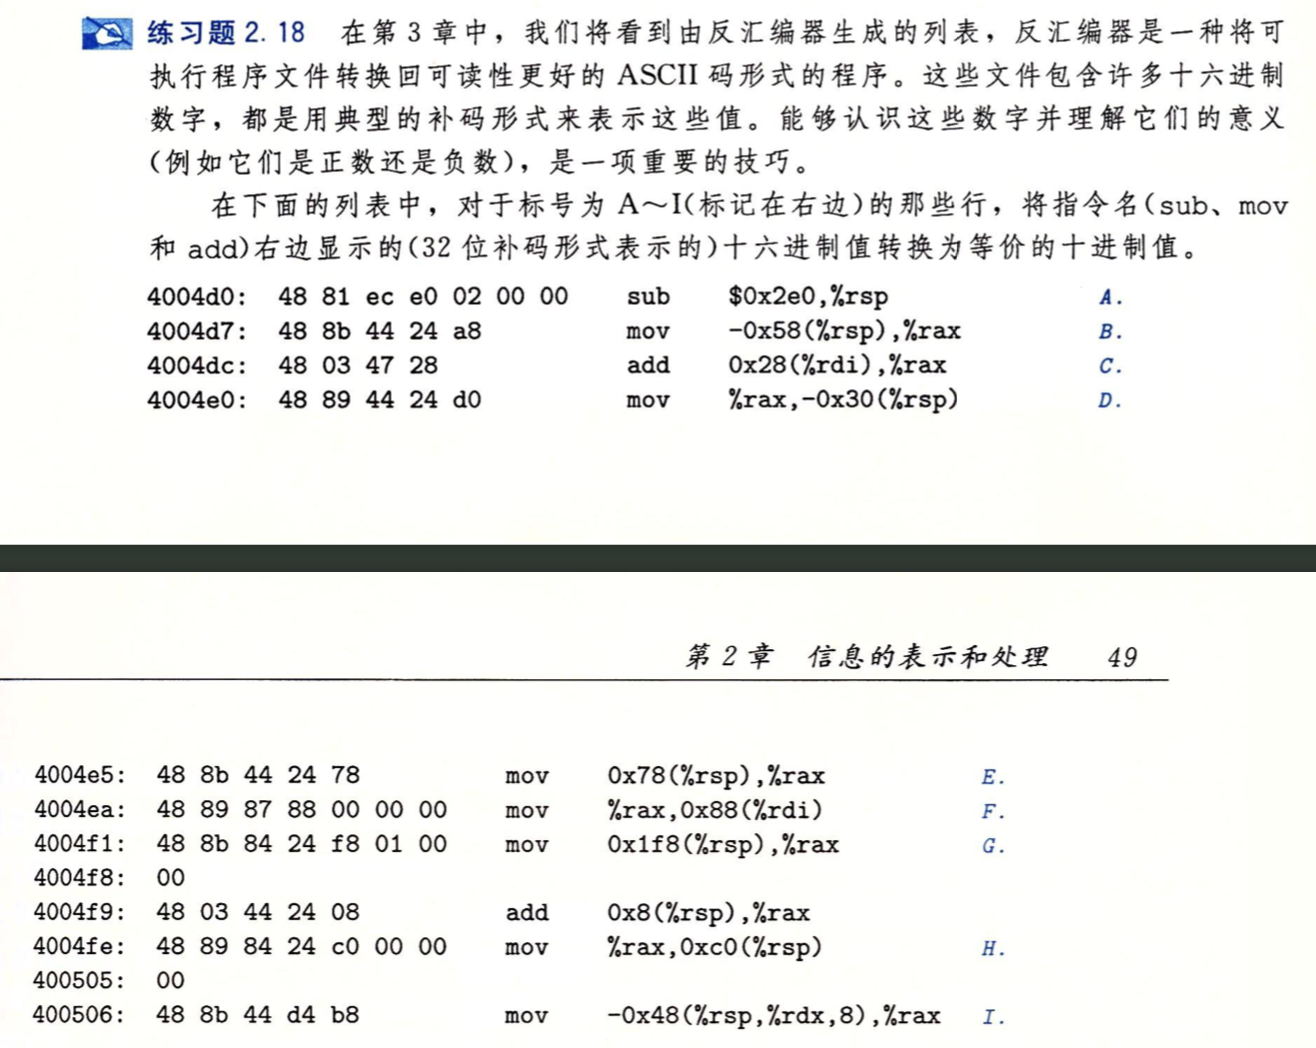 练习题 2.18 在第 3 章中，我们将看到由反汇编器生成的列表，反汇编器是一种将可
执行程序文件转换回可读性更好的 ASCII 码形式的程序。这些文件包含许多十六进制
数字，都是用典型的补码形式来表示这些值。能够认识这些数字并理解它们的意义
(例如它们是正数还是负数)，是一项重要的技巧。
在下面的列表中，对于标号为 A～I(标记在右边)的那些行，将指令名(sub、mov
和 add)右边显示的(32 位补码形式表示的)十六进制值转换为等价的十进制值。
4004d0: 48 81 ec e0 02 00 00 sub $0x2e0,%rsp A.
4004d7: 48 8b 44 24 a8 mov -0x58(%rsp),%rax B.
4004dc: 48 03 47 28 add 0x28(%rdi),%rax C.
4004e0: 48 89 44 24 d0 mov %rax,-0x30(%rsp) D.
第 2 章 信息的表示和处理 49
4004e5: 48 8b 44 24 78 mov 0x78(%rsp),%rax E.
4004ea: 48 89 87 88 00 00 00 mov %rax,0x88(%rdi) F.
4004f1: 48 8b 84 24 f8 01 00 mov 0x1f8(%rsp),%rax G.
4004f8: 00
4004f9: 48 03 44 24 08 add 0x8(%rsp),%rax
4004fe: 48 89 84 24 c0 00 00 mov %rax,0xc0(%rsp) H.
400505: 00
400506: 48 8b 44 d4 b8 mov -0x48(%rsp,%rdx,8),%rax I.